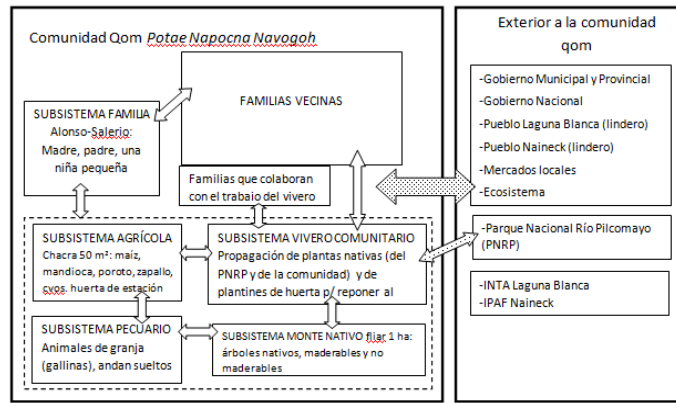 Comunidad Qom Potae Napocna Navogoh
FAMILIAS VECINAS
SUBSISTEMA FAMILIA
Alonso-Salerio:
Madre, padre, una
niña pequeña
Familias que colaboran
con el trabajo del vivero
SUBSISTEMA AGRÍCOLA
Chacra 50 m²: maíz,
mandioca, poroto, zapallo,
cvos. huerta de estación
SUBSISTEMA VIVERO COMUNITARIO
Propagación de plantas nativas (del
PNRP y de la comunidad) y de
plantines de huerta p/ reponer al
SUBSISTEMA PECUARIO
Animales de granja
(gallinas), andan sueltos
SUBSISTEMA MONTE NATIVO fliar 1 ha:
árboles nativos, maderables y no
maderables
Exterior a la comunidad
qom
-Gobierno Municipal y Provincial
-Gobierno Nacional
-Pueblo Laguna Blanca (lindero)
-Pueblo Naineck (lindero)
-Mercados locales
-Ecosistema
-Parque Nacional Río Pilcomayo
(PNRP)
-INTA Laguna Blanca
-IPAF Naineck